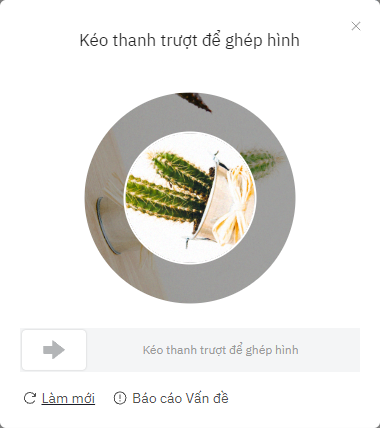 Kéo thanh trượt để ghép hình
Kéo thanh trượt để ghép hình
Làm mới Báo cáo Vấn đề